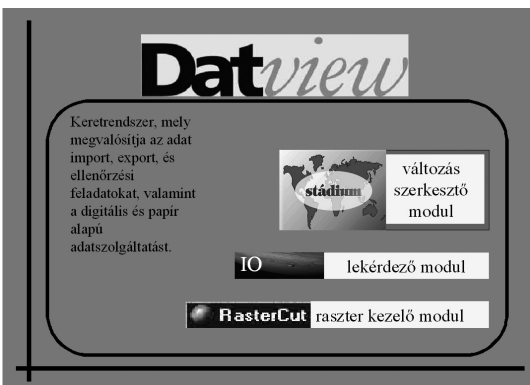 Datview
Keretrendszer, mely
megvalósítja az adat
import, export, és
ellenőrzési
feladatokat, valamint
a digitális és papír
alapú
adatszolgáltatást.
stádium
változás
szerkesztő
modul
IO
lekérdező modul
RasterCut
raszter kezelő modul